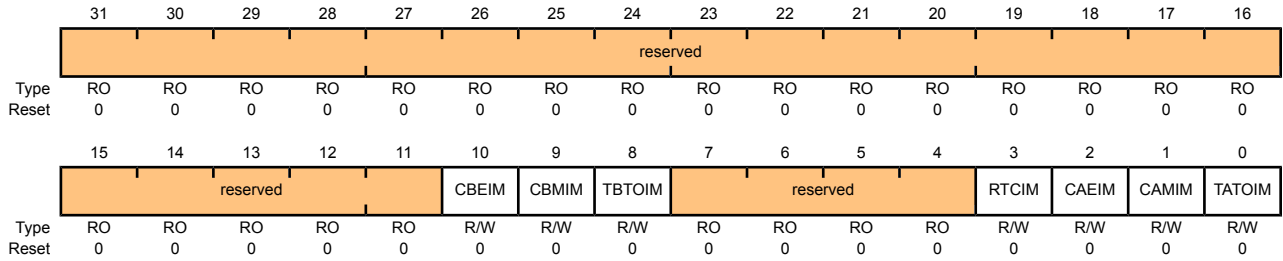 31 30 29 28 27 26 25 24 23 22 21 20 19 18 17 16
reserved
Type RO RO RO RO RO RO RO RO RO RO RO RO RO RO RO RO
Reset 0 0 0 0 0 0 0 0 0 0 0 0 0 0 0 0
15 14 13 12 11 10 9 8 7 6 5 4 3 2 1 0
reserved CBEIM CBMIM TBTOIM reserved RTCIM CAEIM CAMIM TATOIM
Type RO RO RO RO RO R/W R/W R/W RO RO RO RO R/W R/W R/W R/W
Reset 0 0 0 0 0 0 0 0 0 0 0 0 0 0 0 0